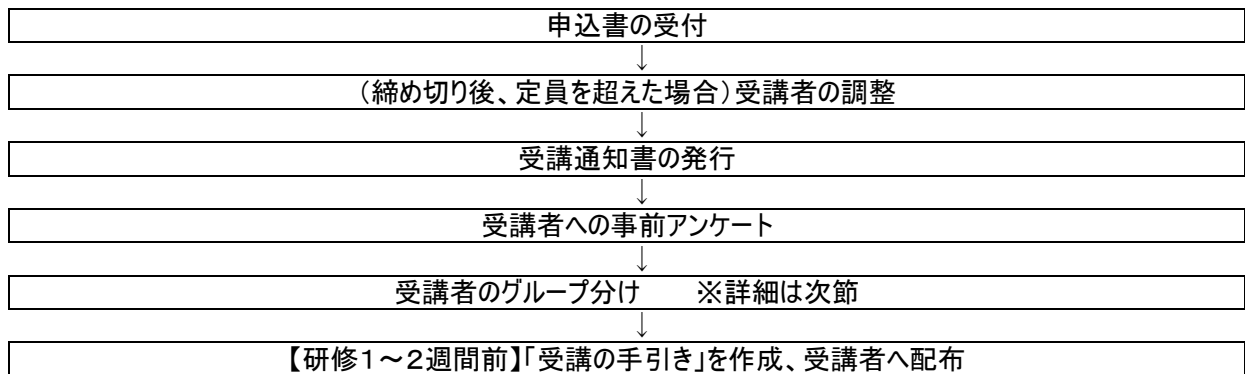 申込書の受付
↓
（締め切り後、定員を超えた場合）受講者の調整
↓
受講通知書の発行
↓
受講者への事前アンケート
↓
受講者のグループ分け　　※詳細は次節
↓
【研修１～２週間前】「受講の手引き」を作成、受講者へ配布